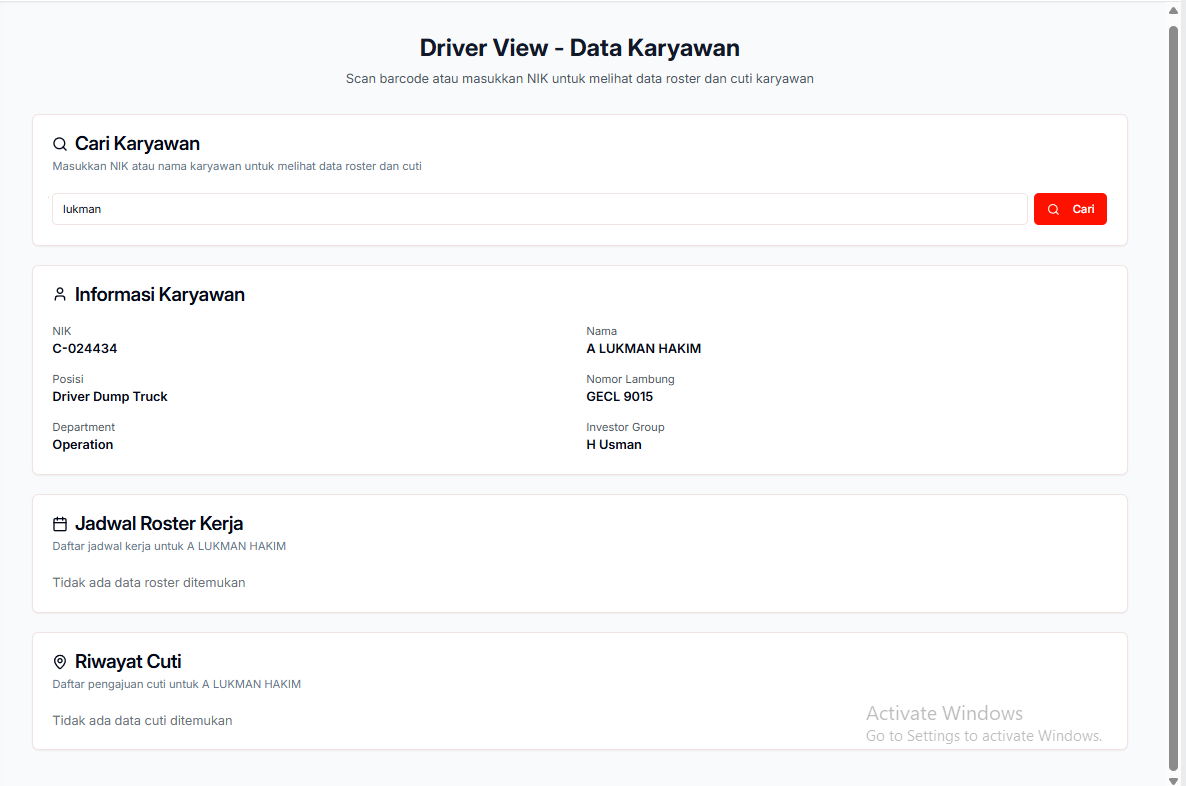 Driver View - Data Karyawan
Scan barcode atau masukkan NIK untuk melihat data roster dan cuti karyawan
Cari Karyawan
Masukkan NIK atau nama karyawan untuk melihat data roster dan cuti
lukman
Cari
Informasi Karyawan
NIK
C-024434
Nama
A LUKMAN HAKIM
Posisi
Driver Dump Truck
Nomor Lambung
GECL 9015
Department
Operation
Investor Group
H Usman
Jadwal Roster Kerja
Daftar jadwal kerja untuk A LUKMAN HAKIM
Tidak ada data roster ditemukan
Riwayat Cuti
Daftar pengajuan cuti untuk A LUKMAN HAKIM
Tidak ada data cuti ditemukan
Activate Windows
Go to Settings to activate Windows.